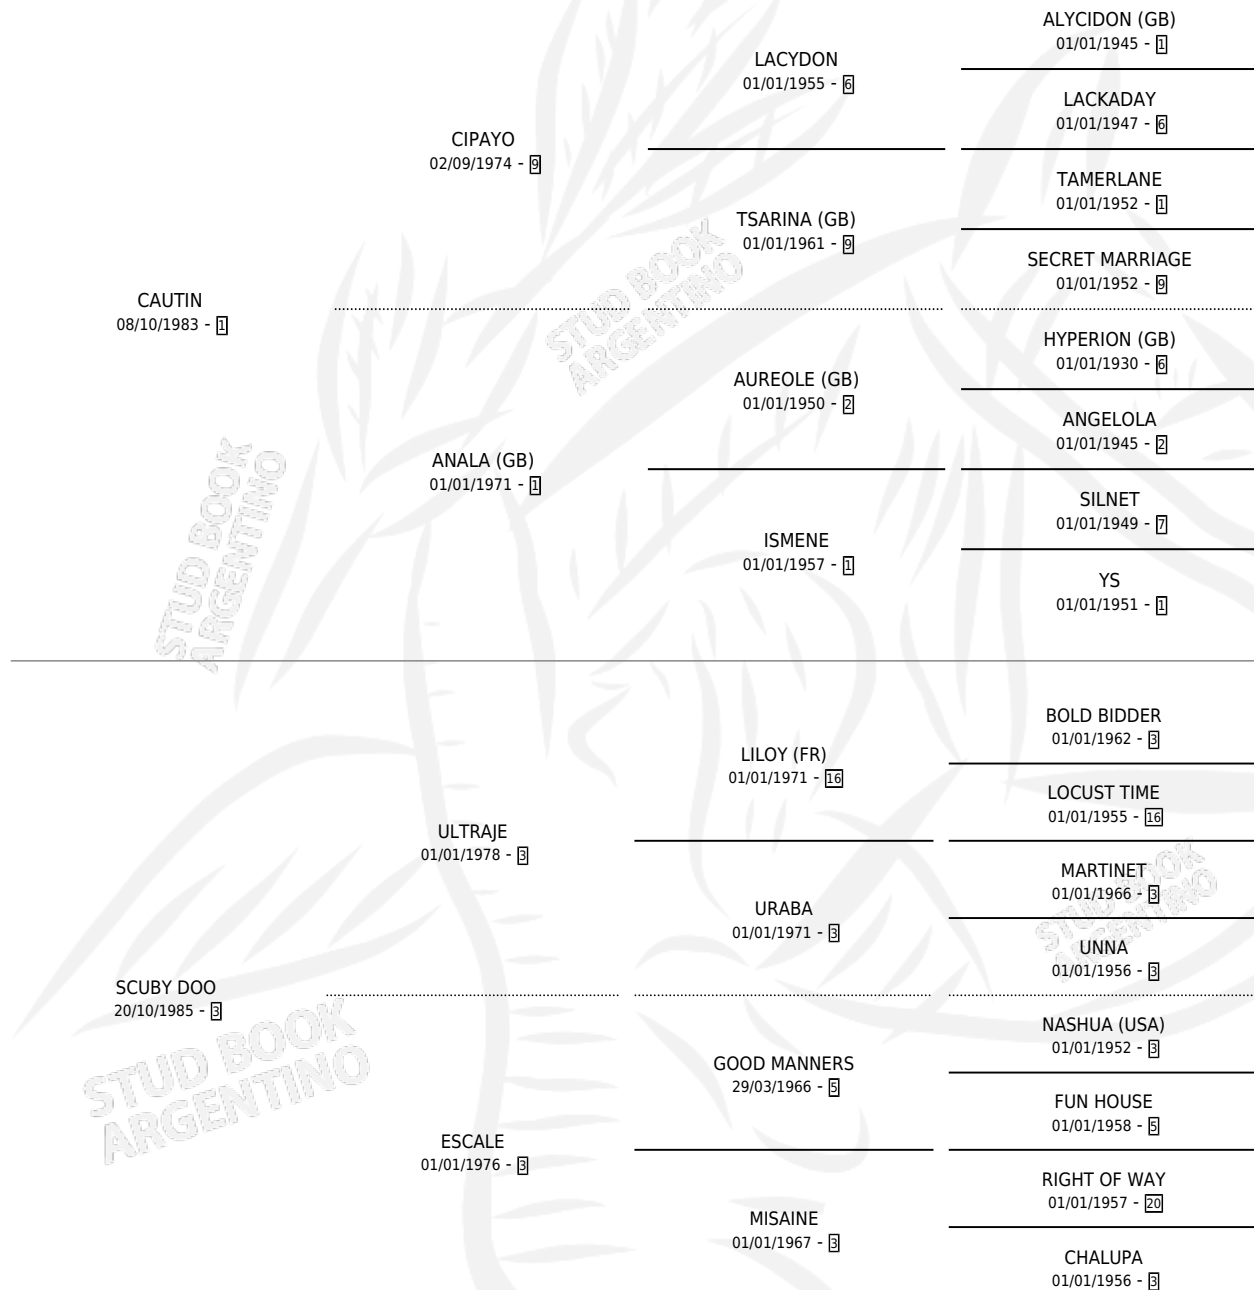 CAUTIN
08/10/1983 - 1
CIPAYO
02/09/1974 - 9
ANALA (GB)
01/01/1971 - 1
LACYDON
01/01/1955 - 6
TSARINA (GB)
01/01/1961 - 9
AUREOLE (GB)
01/01/1950 - 2
ISMENE
01/01/1957 - 1
ALYCIDON (GB)
01/01/1945 - 1
LACKADAY
01/01/1947 - 6
TAMERLANE
01/01/1952 - 1
SECRET MARRIAGE
01/01/1952 - 9
HYPERION (GB)
01/01/1930 - 6
ANGELOLA
01/01/1945 - 2
SILNET
01/01/1949 - 7
YS
01/01/1951 - 1
SCUBY DOO
20/10/1985 - 3
ULTRAJE
01/01/1978 - 3
ESCALE
01/01/1976 - 3
LILOY (FR)
01/01/1971 - 16
URABA
01/01/1971 - 3
GOOD MANNERS
29/03/1966 - 5
MISAINE
01/01/1967 - 3
BOLD BIDDER
01/01/1962 - 3
LOCUST TIME
01/01/1955 - 16
MARTINET
01/01/1966 - 3
UNNA
01/01/1956 - 3
NASHUA (USA)
01/01/1952 - 3
FUN HOUSE
01/01/1958 - 5
RIGHT OF WAY
01/01/1957 - 20
CHALUPA
01/01/1956 - 3
STUD BOOK
ARGENTINO
STUD BOOK
ARGENTINO
STUD BOOK
ARGENTINO
STUD BOOK
ARGENTINO